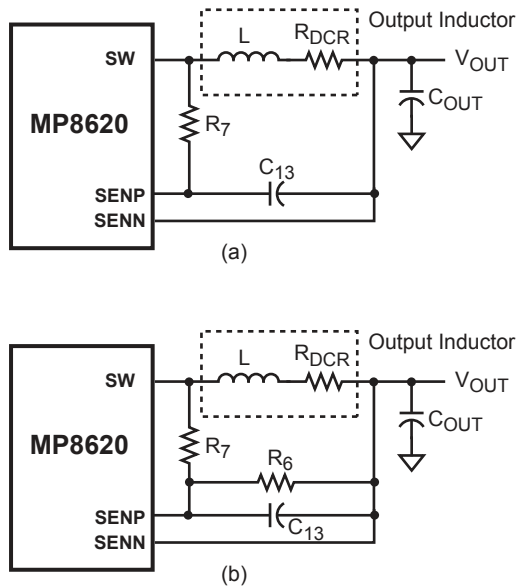 Output Inductor
SW
L
RDCR
VOUT
COUT
MP8620
R7
C13
SENP
SENN
(a)
Output Inductor
SW
L
RDCR
VOUT
COUT
MP8620
R7
R6
SENP
C13
SENN
(b)